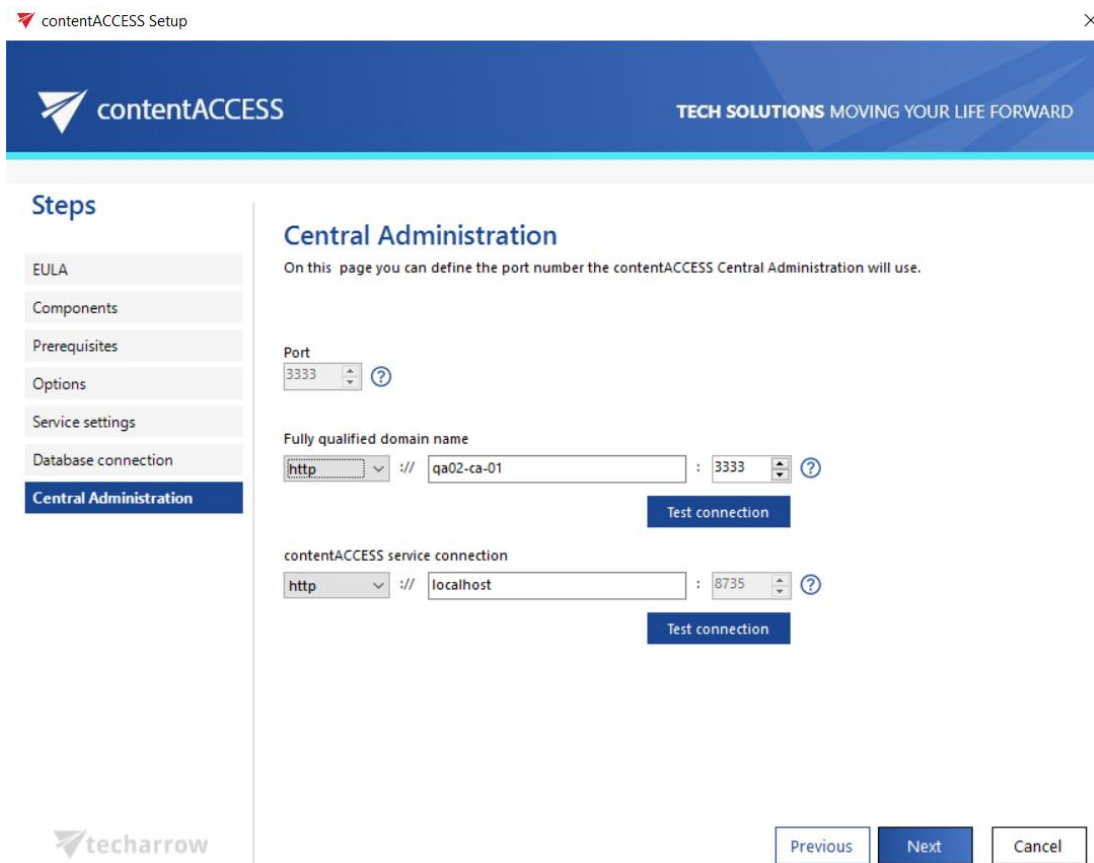 contentACCESS Setup
contentACCESS
TECH SOLUTIONS MOVING YOUR LIFE FORWARD
Steps
EULA
Components
Prerequisites
Options
Service settings
Database connection
Central Administration
Central Administration
On this page you can define the port number the contentACCESS Central Administration will use.
Port
3333 ?
Fully qualified domain name
http :// qa02-ca-01 : 3333 ?
Test connection
contentACCESS service connection
http :// localhost : 8735 ?
Test connection
techarrow
Previous Next Cancel